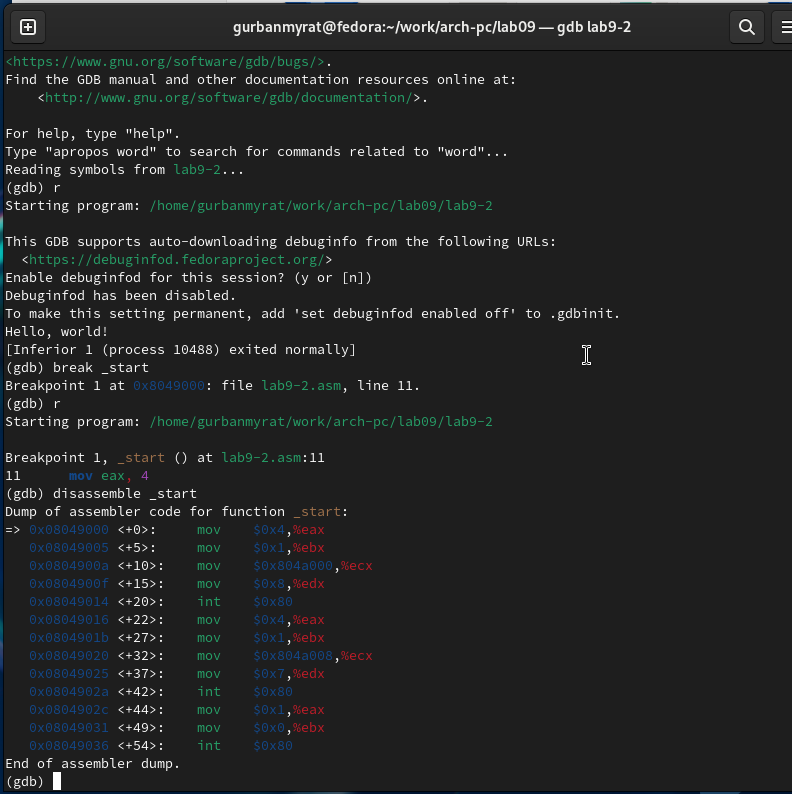 gurbanmyrat@fedora:~/work/arch-pc/lab09 — gdb lab9-2
<https://www.gnu.org/software/gdb/bugs/>.
Find the GDB manual and other documentation resources online at:
    <http://www.gnu.org/software/gdb/documentation/>.

For help, type "help".
Type "apropos word" to search for commands related to "word"...
Reading symbols from lab9-2...
(gdb) r
Starting program: /home/gurbanmyrat/work/arch-pc/lab09/lab9-2

This GDB supports auto-downloading debuginfo from the following URLs:
  <https://debuginfod.fedoraproject.org/>
Enable debuginfod for this session? (y or [n])
Debuginfod has been disabled.
To make this setting permanent, add 'set debuginfod enabled off' to .gdbinit.
Hello, world!
[Inferior 1 (process 10488) exited normally]
(gdb) break _start
Breakpoint 1 at 0x8049000: file lab9-2.asm, line 11.
(gdb) r
Starting program: /home/gurbanmyrat/work/arch-pc/lab09/lab9-2

Breakpoint 1, _start () at lab9-2.asm:11
11      mov eax, 4
(gdb) disassemble _start
Dump of assembler code for function _start:
=> 0x08049000 <+0>:     mov    $0x4,%eax
   0x08049005 <+5>:     mov    $0x1,%ebx
   0x0804900a <+10>:    mov    $0x804a000,%ecx
   0x0804900f <+15>:    mov    $0x8,%edx
   0x08049014 <+20>:    int    $0x80
   0x08049016 <+22>:    mov    $0x4,%eax
   0x0804901b <+27>:    mov    $0x1,%ebx
   0x08049020 <+32>:    mov    $0x804a008,%ecx
   0x08049025 <+37>:    mov    $0x7,%edx
   0x0804902a <+42>:    int    $0x80
   0x0804902c <+44>:    mov    $0x1,%eax
   0x08049031 <+49>:    mov    $0x0,%ebx
   0x08049036 <+54>:    int    $0x80
End of assembler dump.
(gdb)